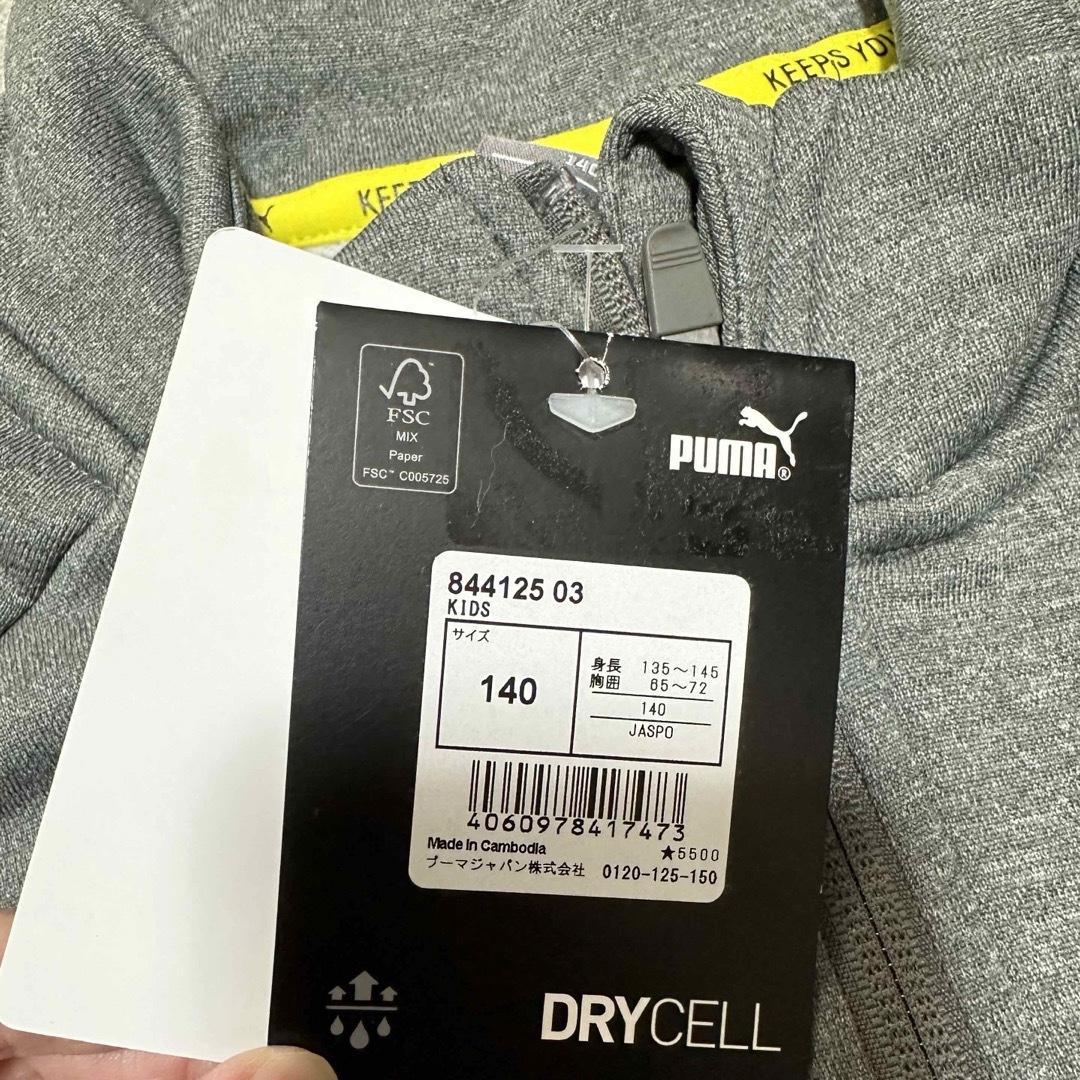 KEEPS YOU
KEEPS
140
FSC™
MIX
Paper
FSC™ C005725
PUMA®
844125 03
KIDS
サイズ
140
身長 135～145
胸囲 65～72
140
JASPO
4060978417473
Made in Cambodia
★5500
プーマジャパン株式会社 0120-125-150
DRYCELL